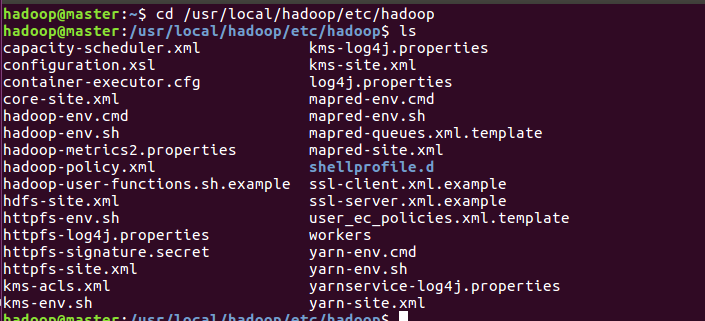 hadoop@master:~$ cd /usr/local/hadoop/etc/hadoop
hadoop@master:/usr/local/hadoop/etc/hadoop$ ls
capacity-scheduler.xml kms-log4j.properties
configuration.xsl kms-site.xml
container-executor.cfg log4j.properties
core-site.xml mapred-env.cmd
hadoop-env.cmd mapred-env.sh
hadoop-env.sh mapred-queues.xml.template
hadoop-metrics2.properties mapred-site.xml
hadoop-policy.xml shellprofile.d
hadoop-user-functions.sh.example ssl-client.xml.example
hdfs-site.xml ssl-server.xml.example
httpfs-env.sh user_ec_policies.xml.template
httpfs-log4j.properties workers
httpfs-signature.secret yarn-env.cmd
httpfs-site.xml yarn-env.sh
kms-acls.xml yarnservice-log4j.properties
kms-env.sh yarn-site.xml
hadoop@master:/usr/local/hadoop/etc/hadoop$